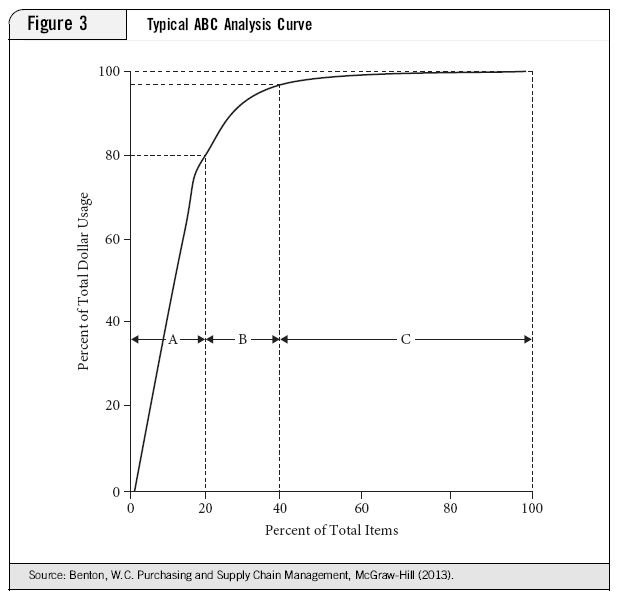 Figure 3
Typical ABC Analysis Curve
100
80
60
40
20
0
Percent of Total Dollar Usage
A
B
C
0 20 40 60 80 100
Percent of Total Items
Source: Benton, W.C. Purchasing and Supply Chain Management, McGraw-Hill (2013).